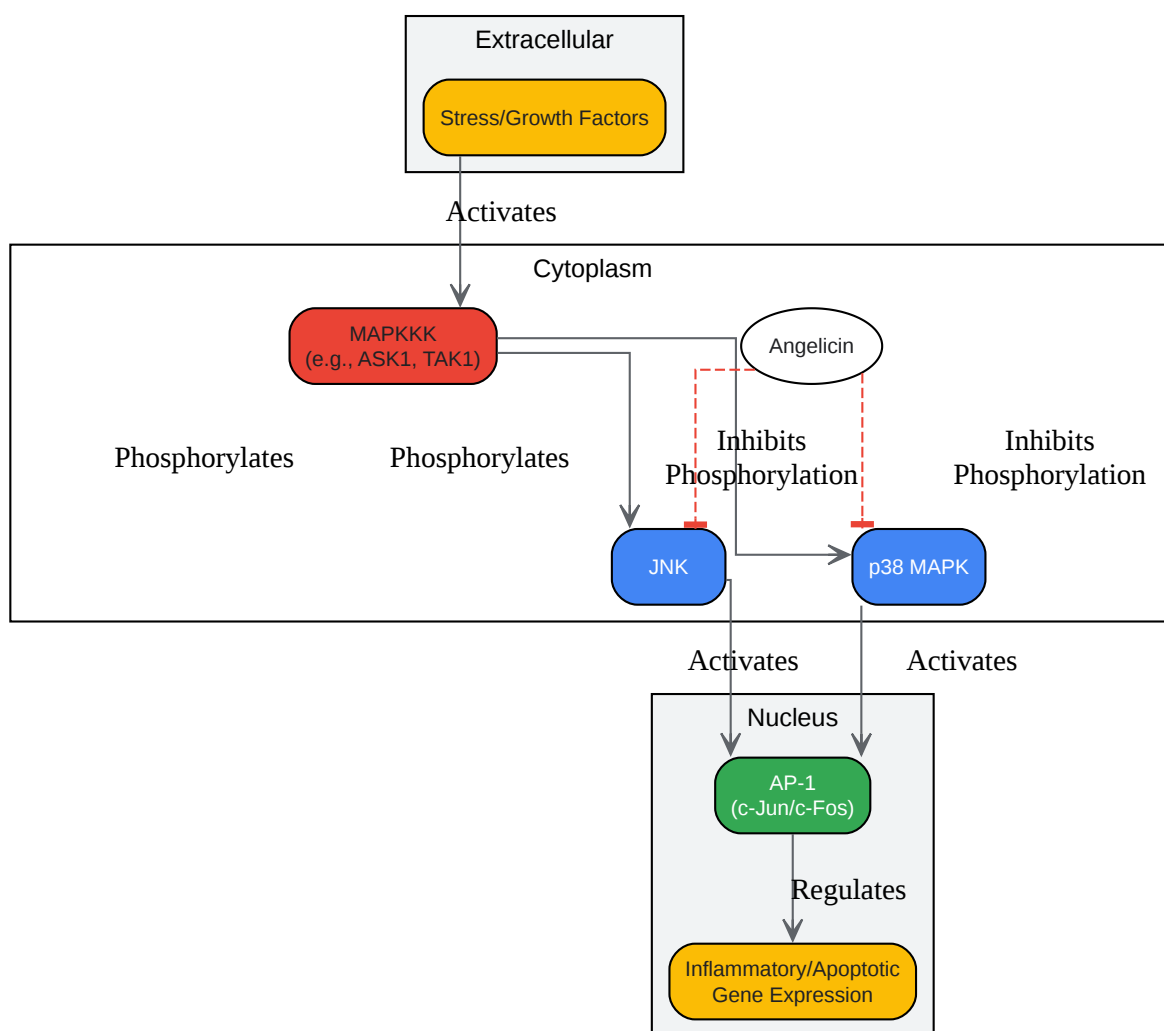 Extracellular
Stress/Growth Factors
Activates
Cytoplasm
MAPKKK
(e.g., ASK1, TAK1)
Angelicin
Phosphorylates
Phosphorylates
Inhibits
Phosphorylation
Inhibits
Phosphorylation
JNK
p38 MAPK
Activates
Activates
Nucleus
AP-1
(c-Jun/c-Fos)
Regulates
Inflammatory/Apoptotic
Gene Expression